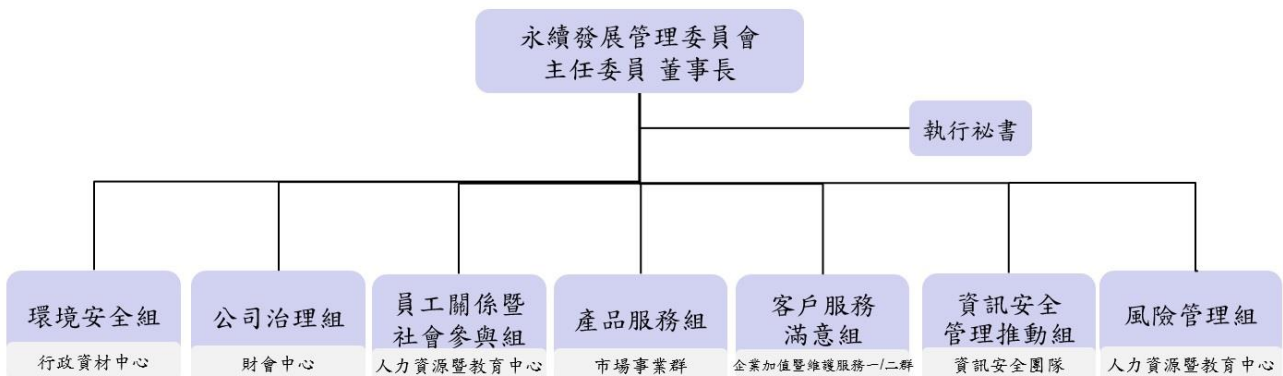 永續發展管理委員會
主任委員 董事長
執行祕書
環境安全組
行政資材中心
公司治理組
財會中心
員工關係暨
社會參與組
人力資源暨教育中心
產品服務組
市場事業群
客戶服務
滿意組
企業加值暨維護服務一/二群
資訊安全
管理推動組
資訊安全團隊
風險管理組
人力資源暨教育中心